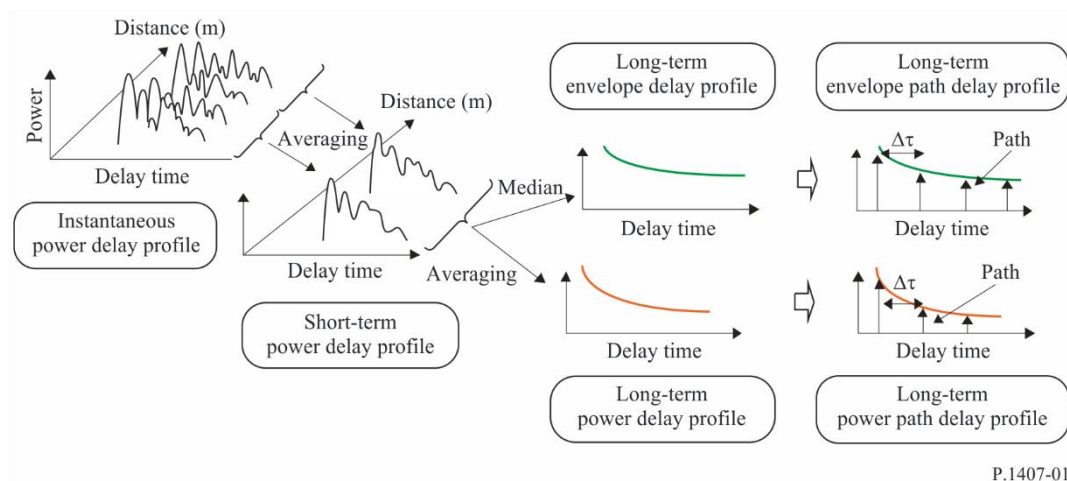 Distance (m)
Power
Delay time
Instantaneous
power delay profile
Averaging
Distance (m)
Delay time
Short-term
power delay profile
Median
Averaging
Long-term
envelope delay profile
Delay time
Long-term
envelope path delay profile
Δτ
Path
Delay time
Delay time
Long-term
power delay profile
Δτ
Path
Delay time
Long-term
power path delay profile
P.1407-01